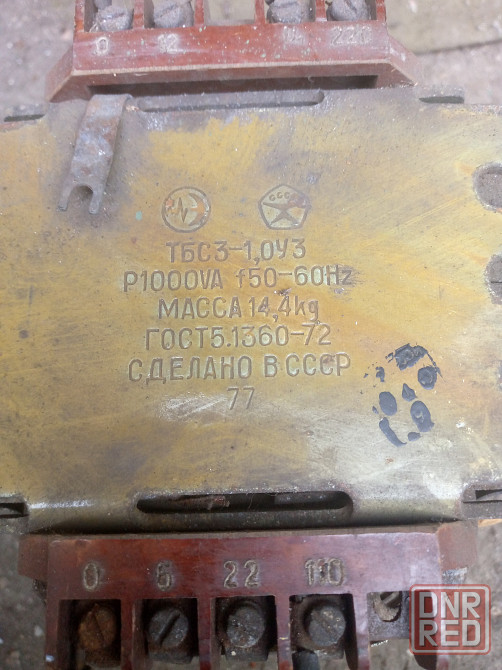 0 12 220
СССР
ТБС3-1,0У3
P1000VA f50-60Hz
МАССА 14,4kg
ГОСТ5.1360-72
СДЕЛАНО В СССР
77
0 6 22 110
DNR
RED